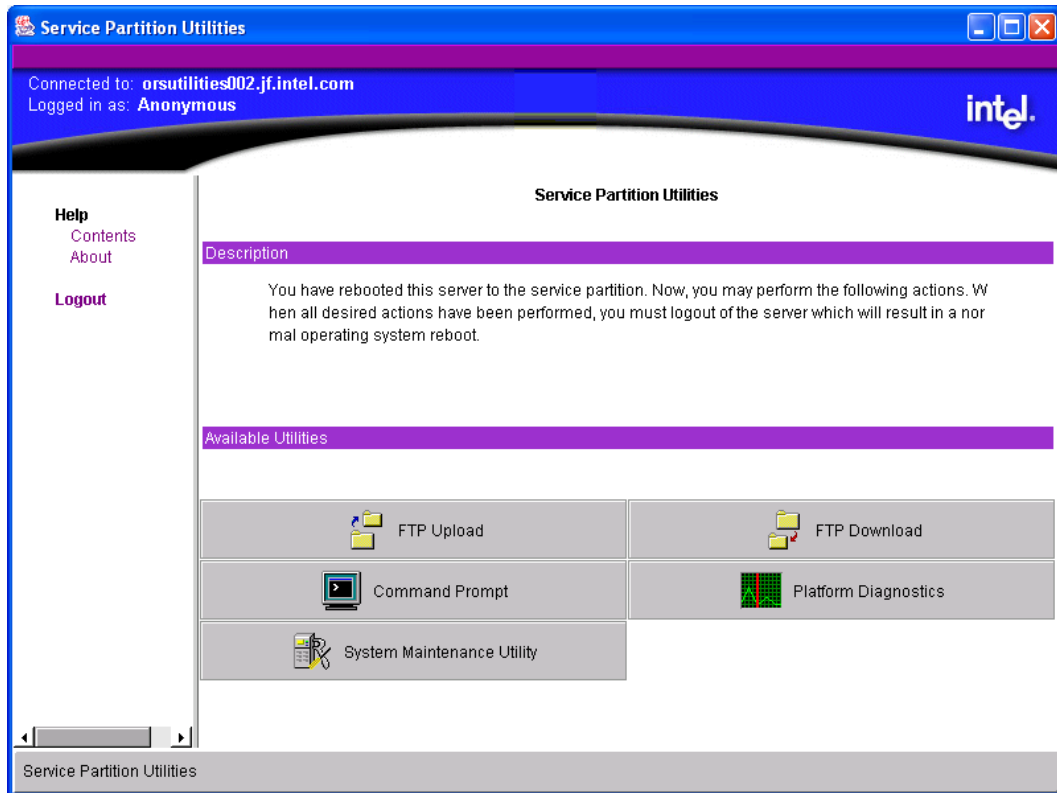 Service Partition Utilities
Connected to: orsutilities002.jf.intel.com
Logged in as: Anonymous
intel.
Help
Contents
About
Logout
Service Partition Utilities
Description
You have rebooted this server to the service partition. Now, you may perform the following actions. W
hen all desired actions have been performed, you must logout of the server which will result in a nor
mal operating system reboot.
Available Utilities
FTP Upload
FTP Download
Command Prompt
Platform Diagnostics
System Maintenance Utility
Service Partition Utilities